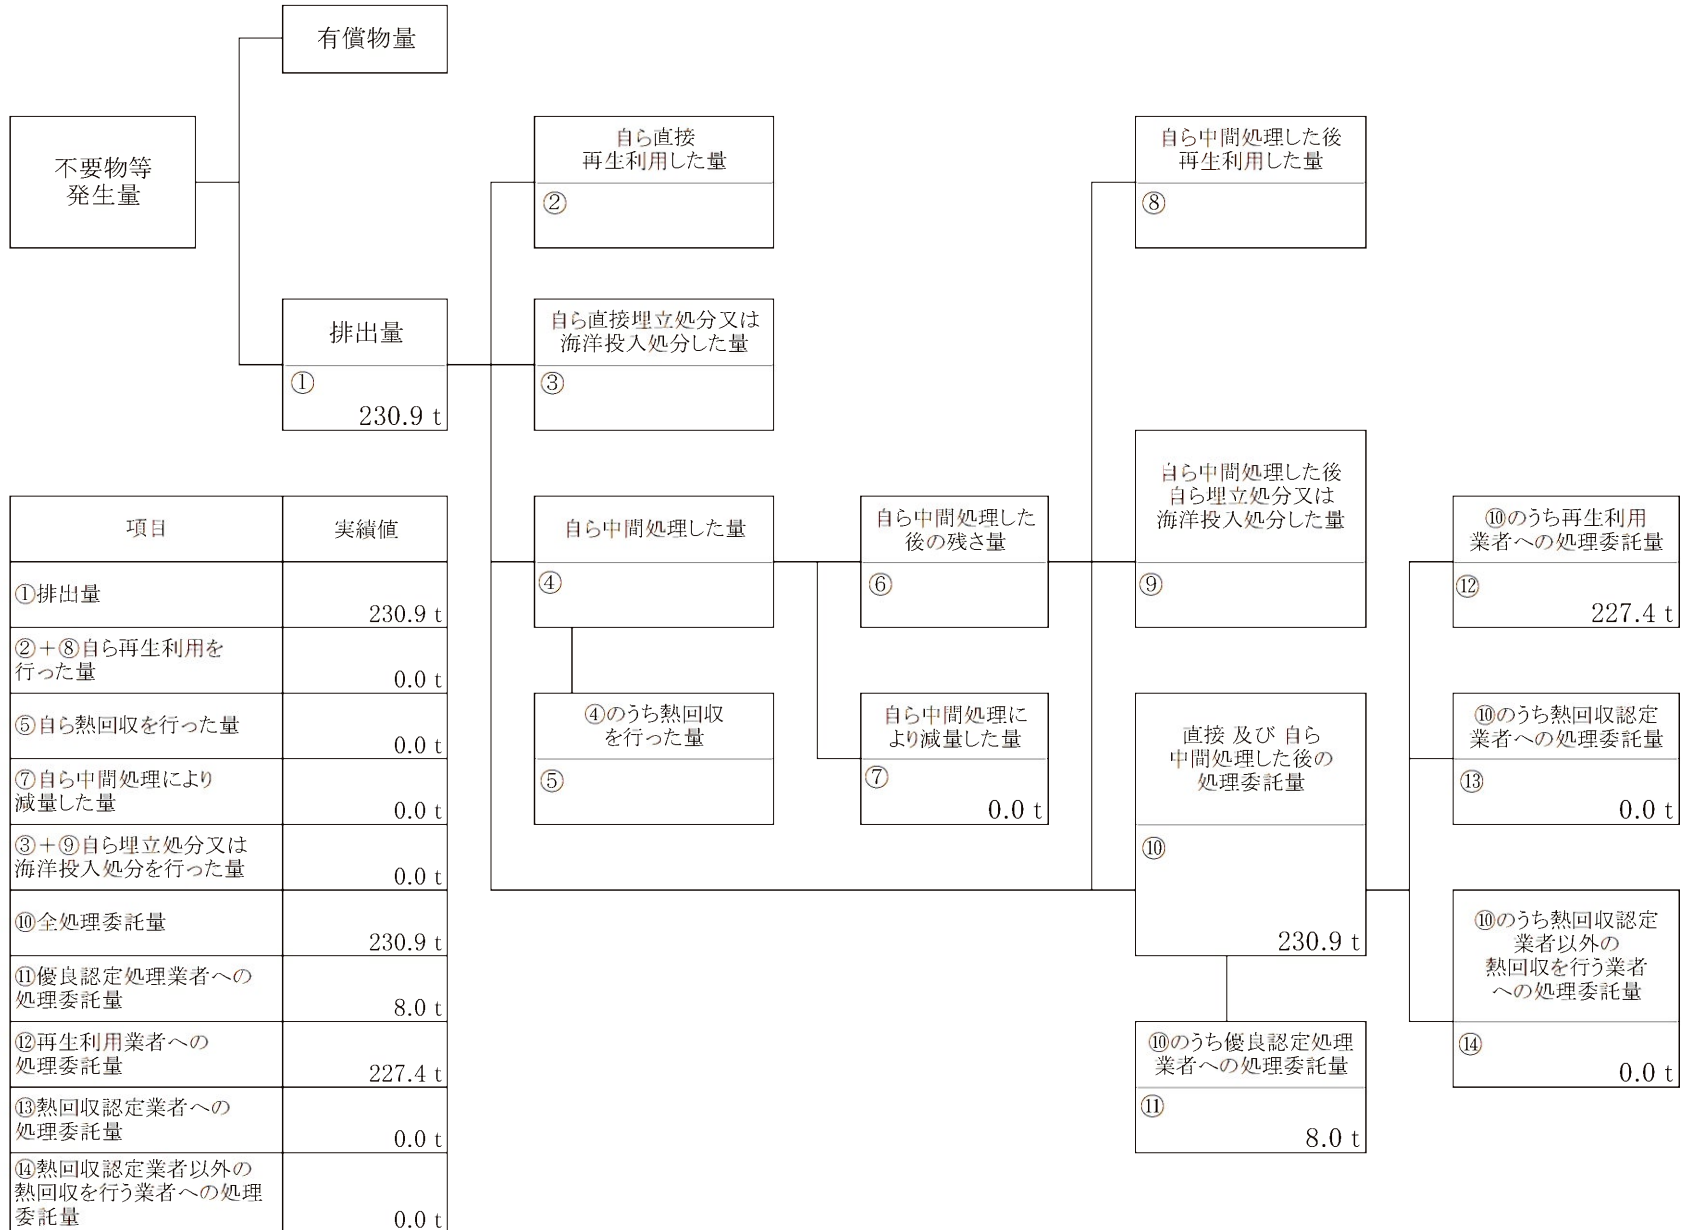 有償物量
不要物等
発生量
排出量
①
230.9 t
自ら直接
再生利用した量
②
自ら直接埋立処分又は
海洋投入処分した量
③
自ら中間処理した量
④
④のうち熱回収
を行った量
⑤
自ら中間処理した
後の残さ量
⑥
自ら中間処理に
より減量した量
⑦
0.0 t
自ら中間処理した後
再生利用した量
⑧
自ら中間処理した後
自ら埋立処分又は
海洋投入処分した量
⑨
直接 及び 自ら
中間処理した後の
処理委託量
⑩
230.9 t
⑩のうち優良認定処理
業者への処理委託量
⑪
8.0 t
⑩のうち再生利用
業者への処理委託量
⑫
227.4 t
⑩のうち熱回収認定
業者への処理委託量
⑬
0.0 t
⑩のうち熱回収認定
業者以外の
熱回収を行う業者
への処理委託量
⑭
0.0 t
項目 実績値
①排出量
230.9 t
②+⑧自ら再生利用を
行った量
0.0 t
⑤自ら熱回収を行った量
0.0 t
⑦自ら中間処理により
減量した量
0.0 t
③+⑨自ら埋立処分又は
海洋投入処分を行った量
0.0 t
⑩全処理委託量
230.9 t
⑪優良認定処理業者への
処理委託量
8.0 t
⑫再生利用業者への
処理委託量
227.4 t
⑬熱回収認定業者への
処理委託量
0.0 t
⑭熱回収認定業者以外の
熱回収を行う業者への処理
委託量
0.0 t